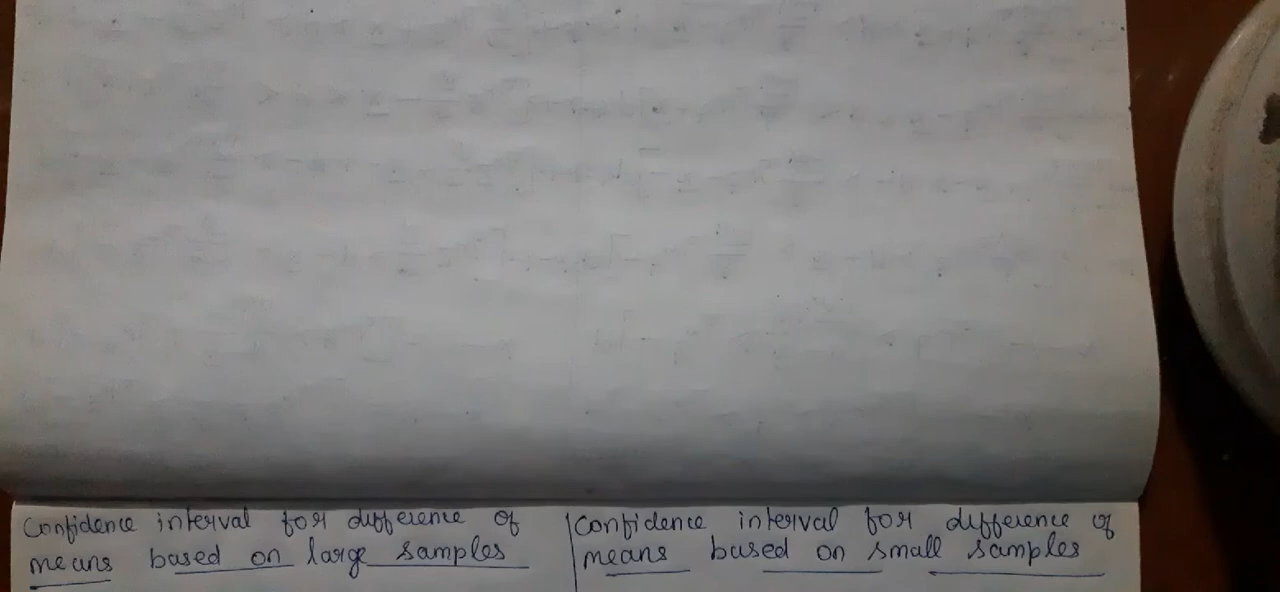 Confidence interval for difference of
means based on large samples
Confidence interval for difference of
means based on small samples